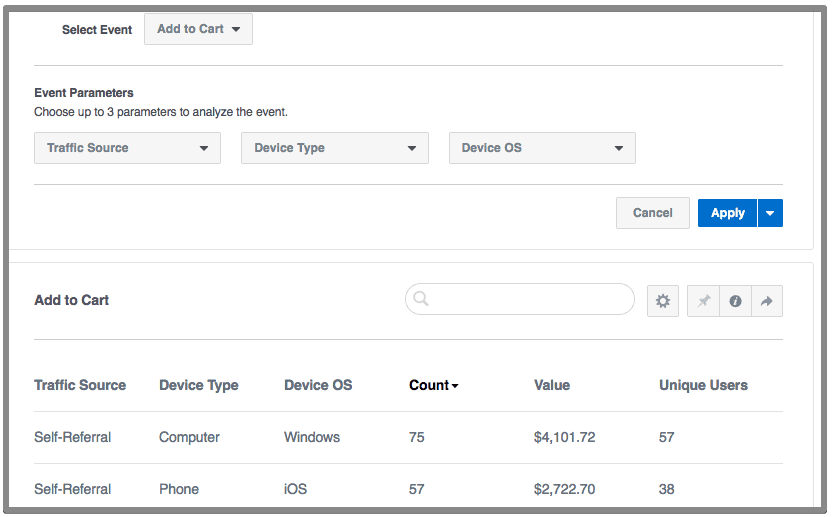 Select Event Add to Cart
Event Parameters
Choose up to 3 parameters to analyze the event.
Traffic Source Device Type Device OS
Cancel Apply
Add to Cart
Traffic Source Device Type Device OS Count Value Unique Users
Self-Referral Computer Windows 75 $4,101.72 57
Self-Referral Phone iOS 57 $2,722.70 38